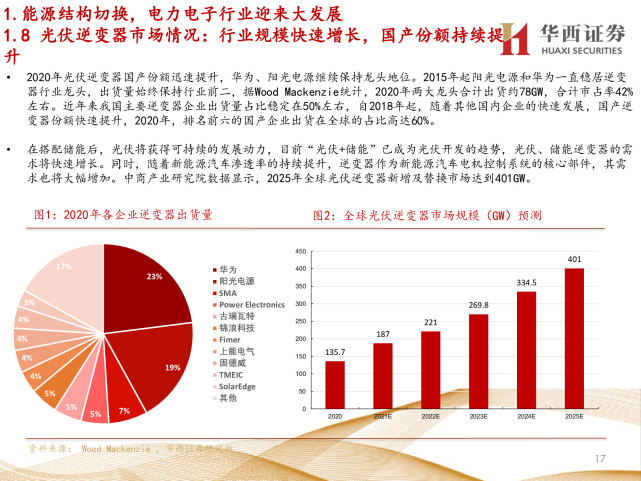 1.能源结构切换，电力电子行业迎来大发展
1.8 光伏逆变器市场情况：行业规模快速增长，国产份额持续提
升
华西证券
HUAXI SECURITIES
• 2020年光伏逆变器国产份额迅速提升，华为、阳光电源继续保持龙头地位。2015年起阳光电源和华为一直稳居逆变
器行业龙头，出货量始终保持行业前二，据Wood Mackenzie统计，2020年两大龙头合计出货约78GW，合计市占率42%
左右。近年来我国主要逆变器企业出货量占比稳定在50%左右，自2018年起，随着其他国内企业的快速发展，国产逆
变器份额快速提升，2020年，排名前六的国产企业出货在全球的占比高达60%。
• 在搭配储能后，光伏将获得可持续的发展动力，目前“光伏+储能”已成为光伏开发的趋势，光伏、储能逆变器的需
求将快速增长。同时，随着新能源汽车渗透率的持续提升，逆变器作为新能源汽车电机控制系统的核心部件，其需
求也将大幅增加。中商产业研究院数据显示，2025年全球光伏逆变器新增及替换市场达到401GW。
图1：2020年各企业逆变器出货量
23%
19%
7%
5%
5%
5%
4%
4%
4%
4%
3%
17%
华为
阳光电源
SMA
Power Electronics
古瑞瓦特
锦浪科技
Fimer
上能电气
固德威
TMEIC
SolarEdge
其他
图2：全球光伏逆变器市场规模（GW）预测
450
400
350
300
250
200
150
100
50
0
135.7
187
221
269.8
334.5
401
2020
2021E
2022E
2023E
2024E
2025E
资料来源： Wood Mackenzie ，华西证券研究所
17